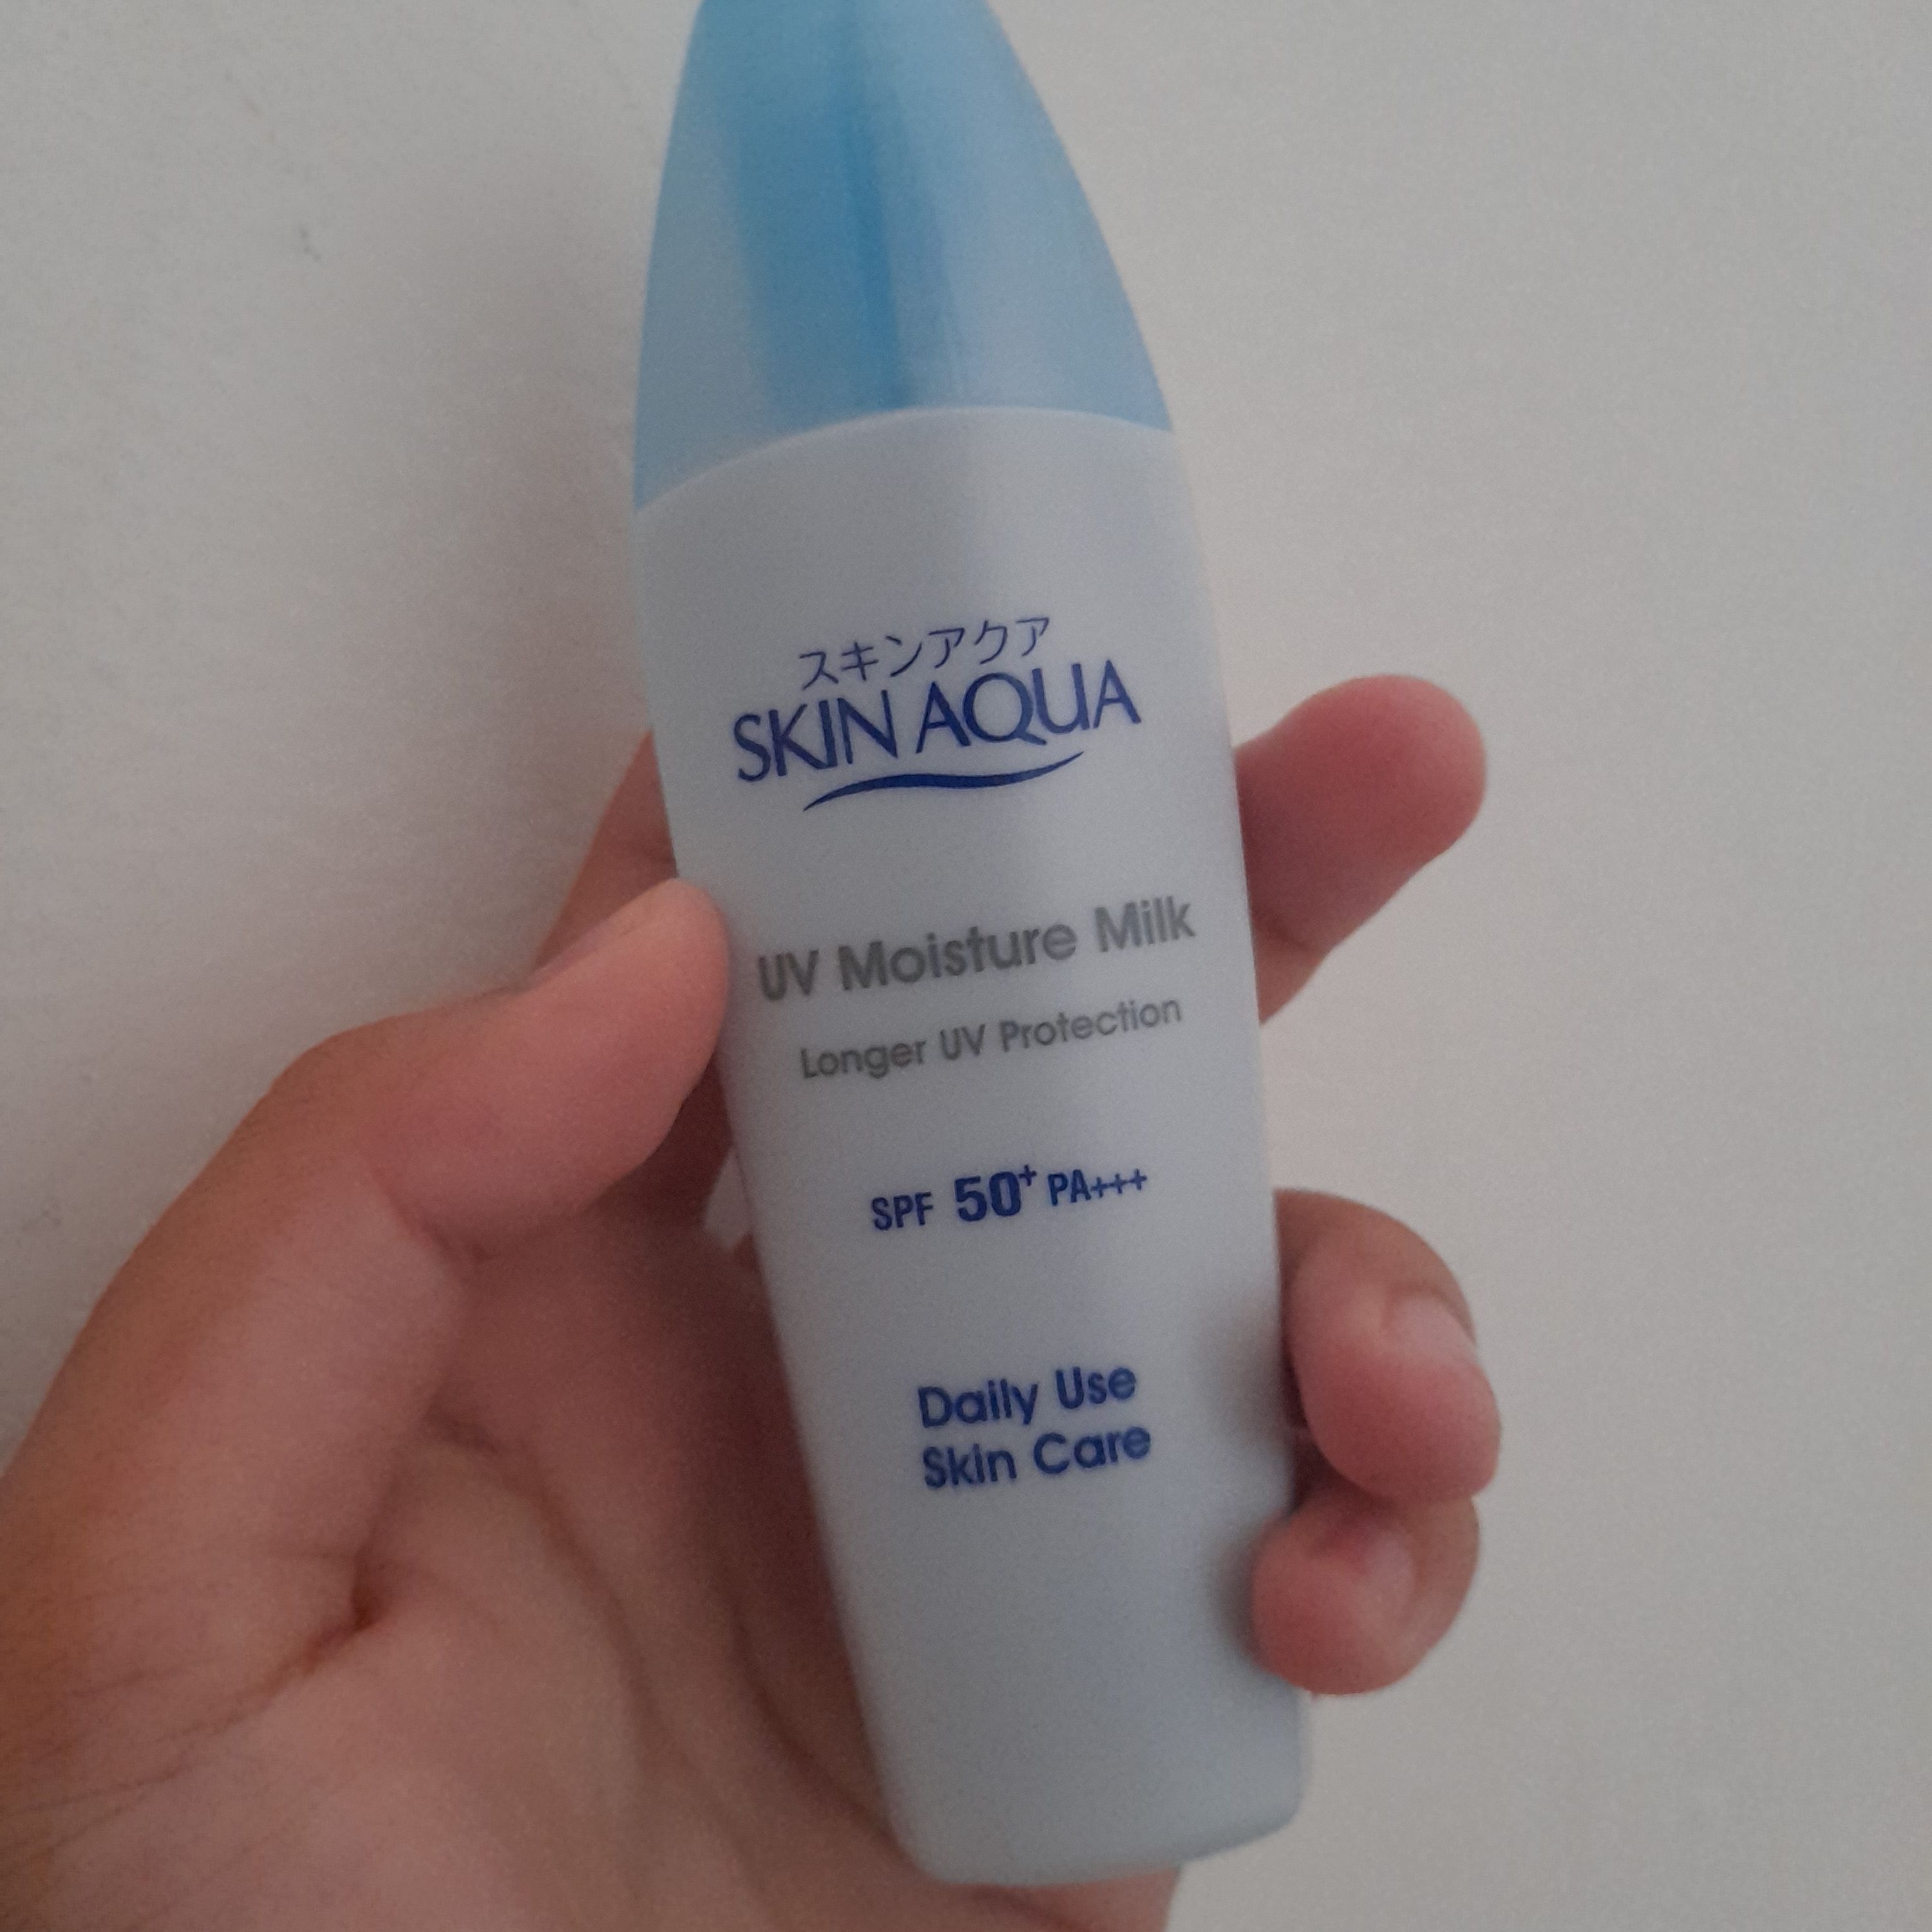 スキンアクア
SKIN AQUA
UV Moisture Milk
Longer UV Protection
SPF 50+ PA+++
Daily Use
Skin Care